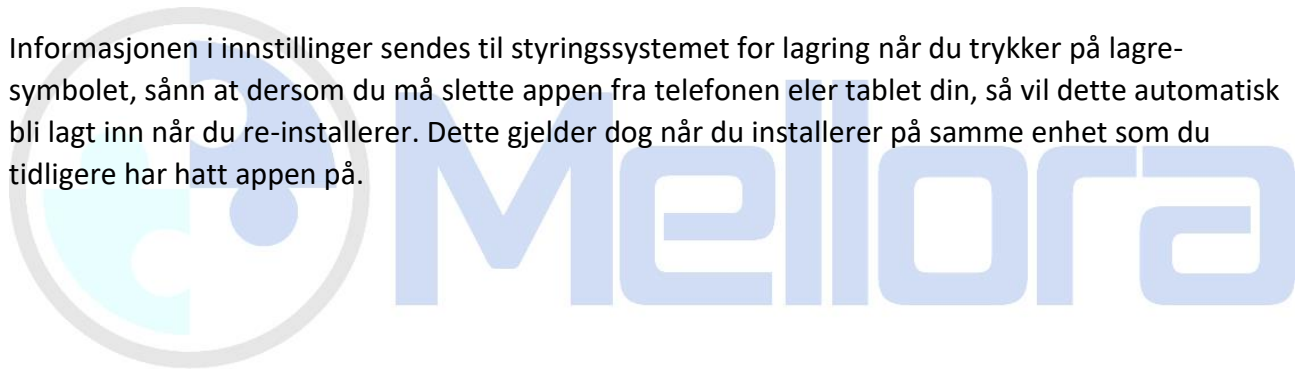 Informasjonen i innstillinger sendes til styringssystemet for lagring når du trykker på lagre-
symbolet, sånn at dersom du må slette appen fra telefonen eler tablet din, så vil dette automatisk
bli lagt inn når du re-installerer. Dette gjelder dog når du installerer på samme enhet som du
tidligere har hatt appen på.
Mellora